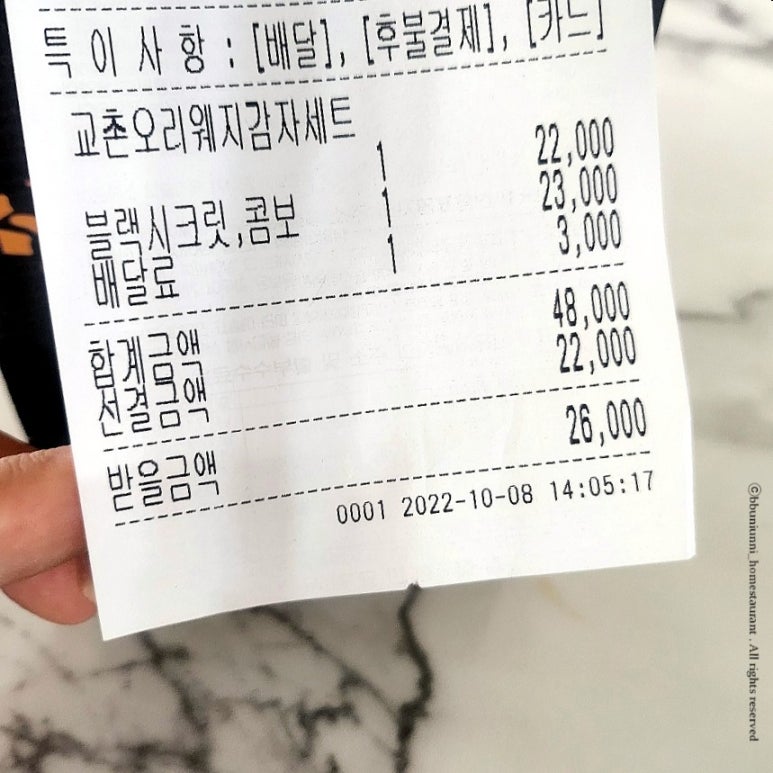 특 이 사 항 : [배달], [후불결제], [카드]
교촌오리웨지감자세트
1 22,000
블랙시크릿,콤보 1 23,000
배달료 1 3,000
합계금액 48,000
선결금액 22,000
받을금액 26,000
0001 2022-10-08 14:05:17
©bbuniunni_homestaurant . All rights reserved